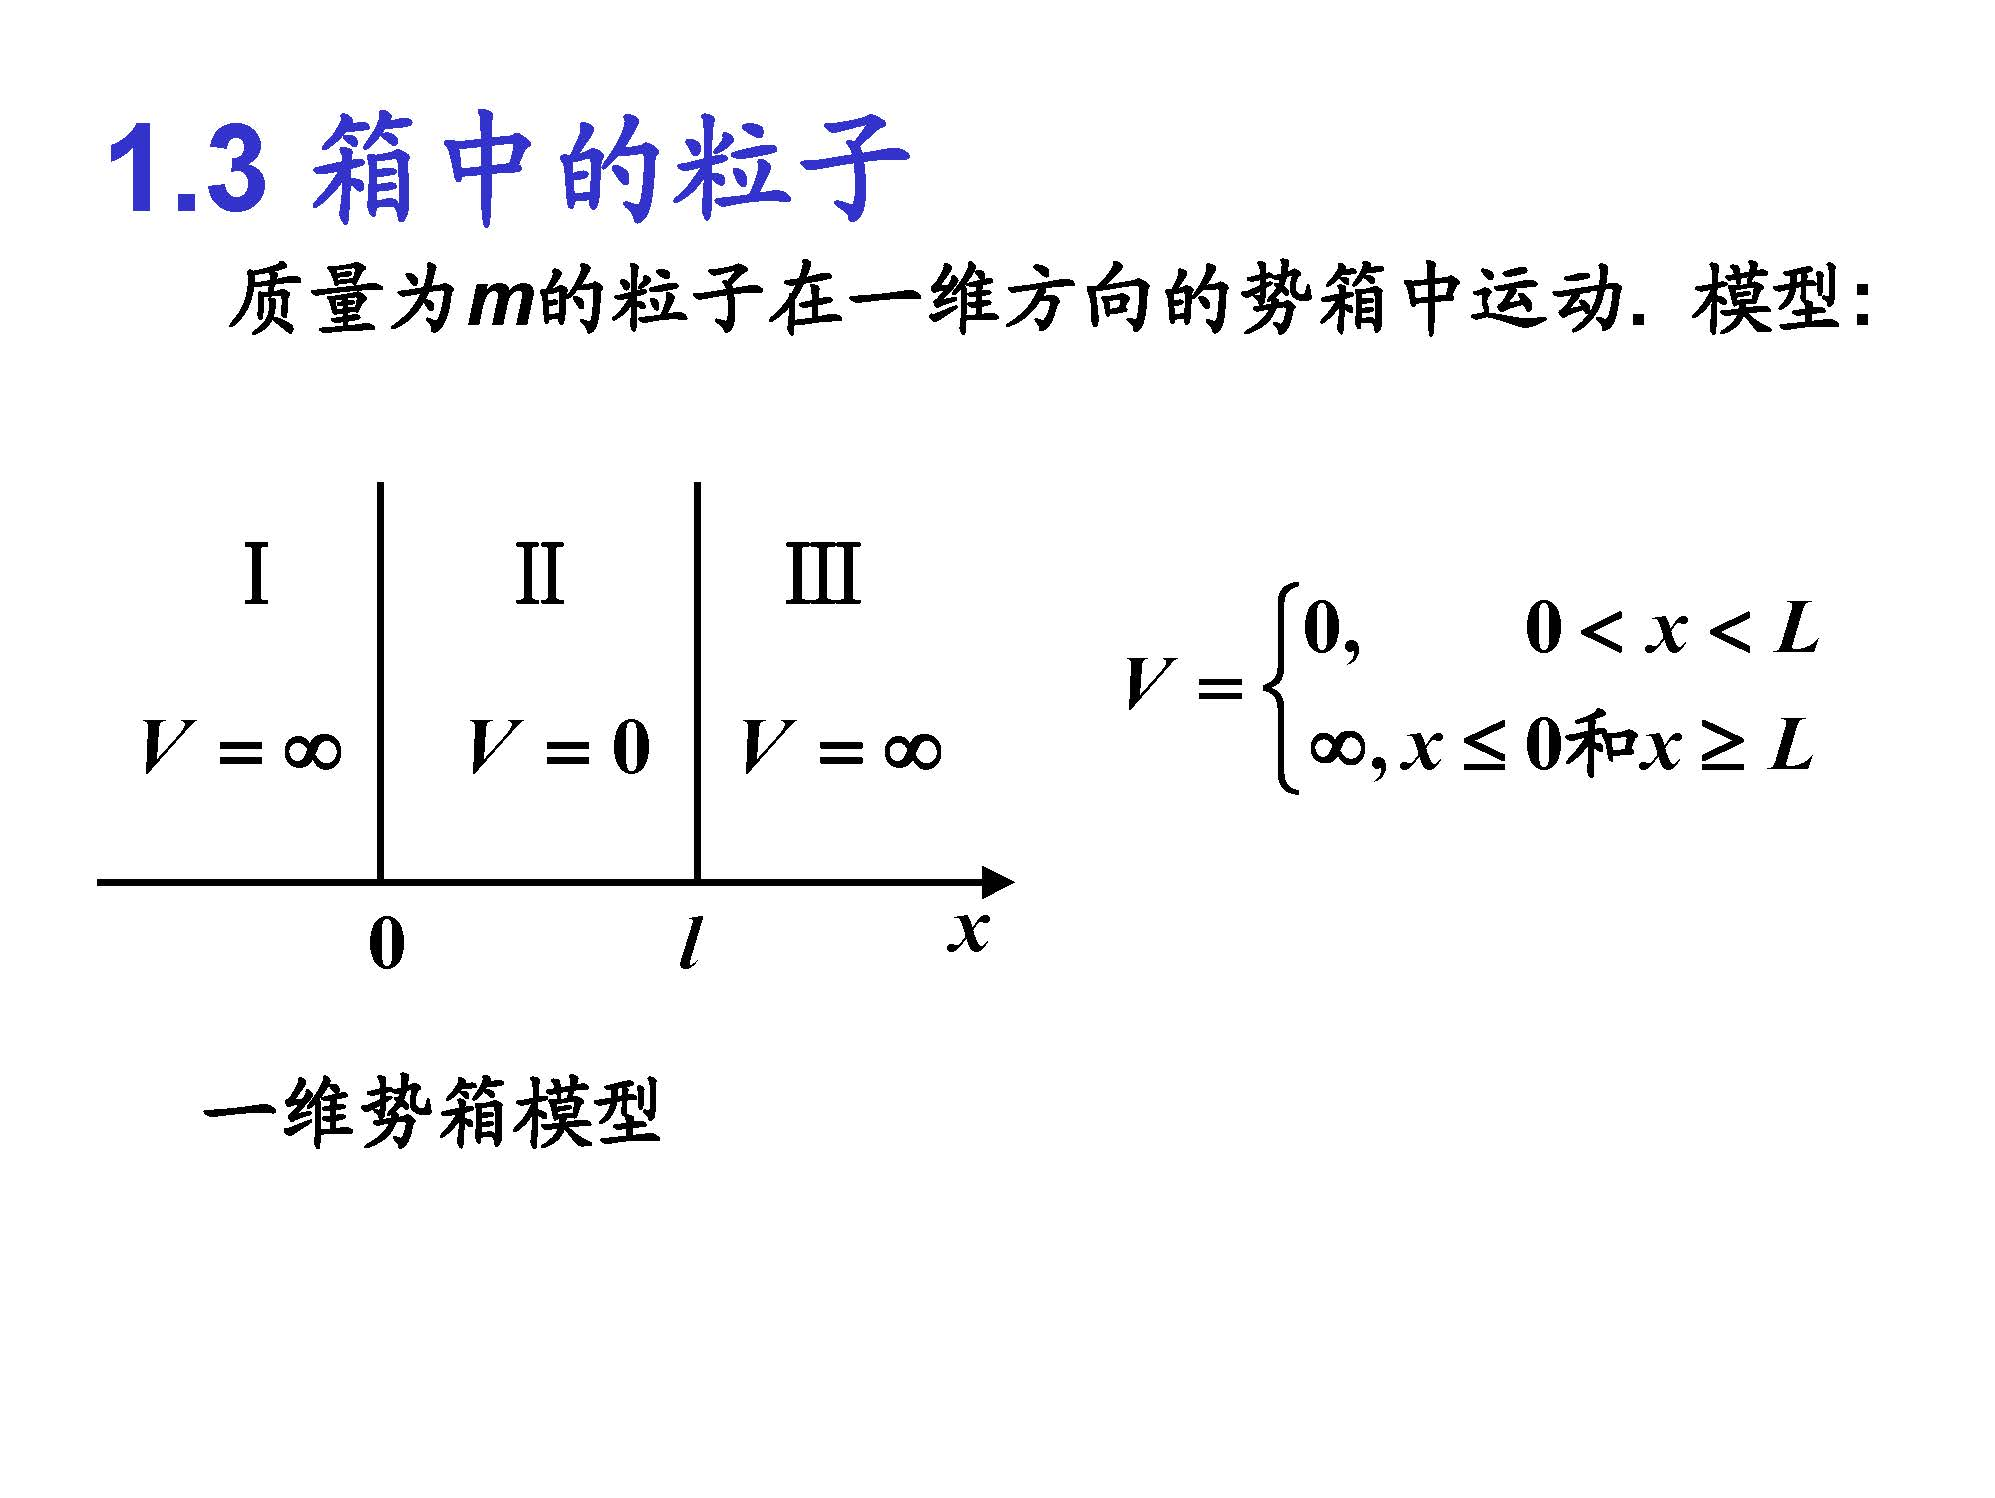 1.3 箱中的粒子
质量为m的粒子在一维方向的势箱中运动. 模型:
I II III
V = ∞ V = 0 V = ∞
0 l x
V = { 0, 0 < x < L
∞, x ≤ 0和x ≥ L
一维势箱模型